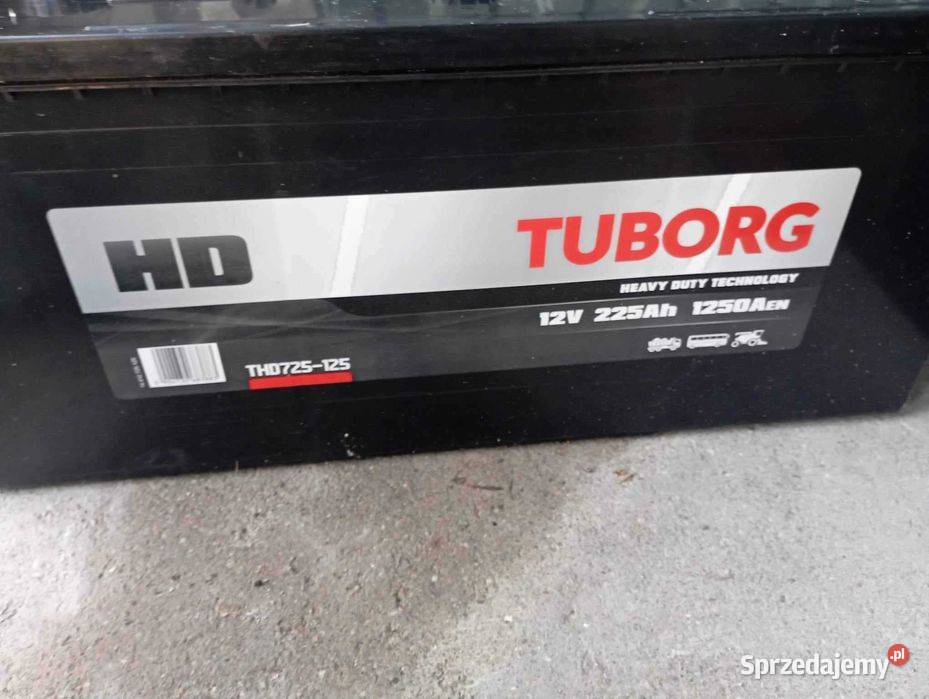 HD
TUBORG
HEAVY DUTY TECHNOLOGY
12V 225Ah 1250AEN
THD725-125
Sprzedajemy.pl